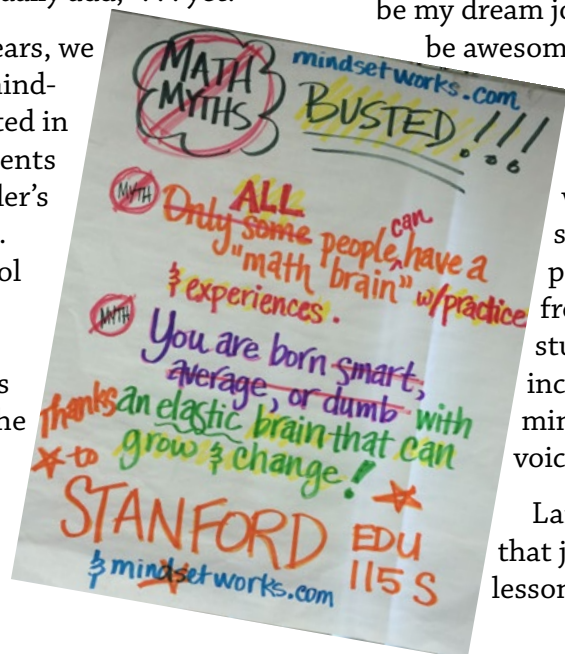 be my dream jo
ears, we
be awesom
ind-
ted in
ents
ler's
ol
s
ne
MATH
MYTHS
mindsetworks.com
BUSTED!!!
MYTH
ALL
Only some people can have a
"math brain" w/practice
& experiences.
MYTH
You are born smart,
average, or dumb with
Thanks an elastic brain that can
to grow & change!
STANFORD EDU
115 S
& mindsetworks.com
s
p
fro
stu
inc
min
voic
La
that j
lesson